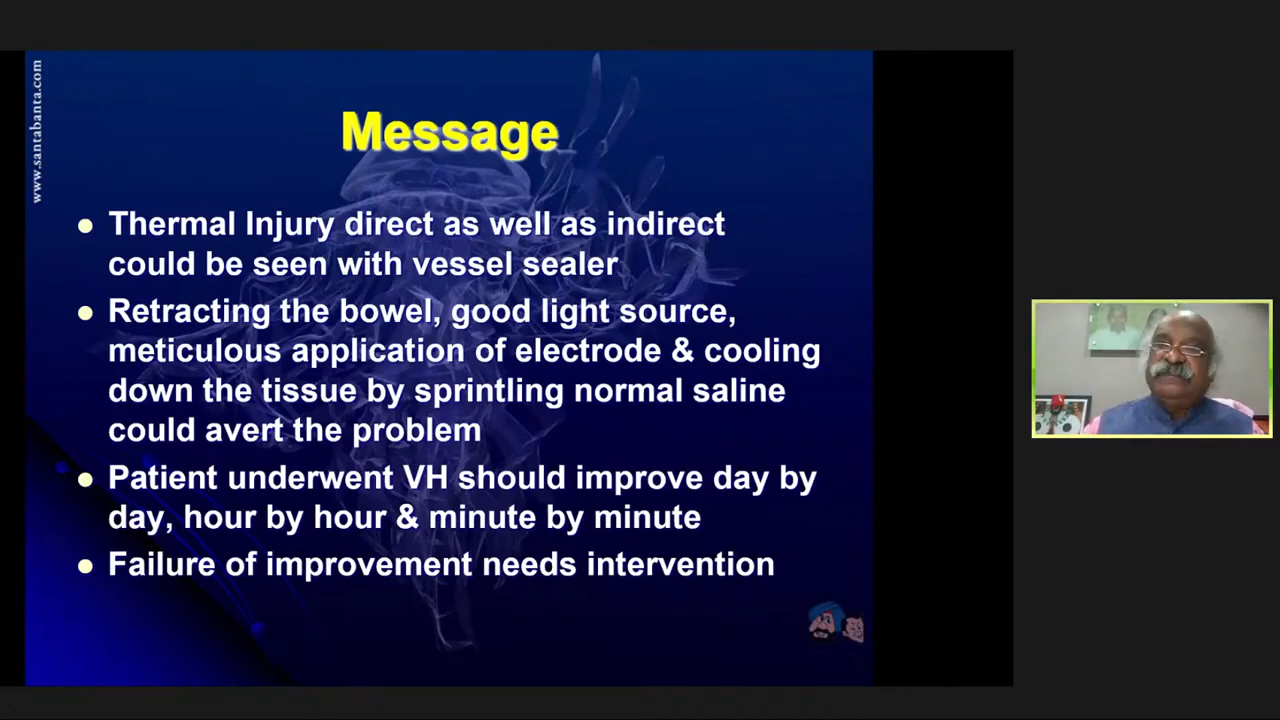 www.santabanta.com
Message
Thermal Injury direct as well as indirect
could be seen with vessel sealer
Retracting the bowel, good light source,
meticulous application of electrode & cooling
down the tissue by sprintling normal saline
could avert the problem
Patient underwent VH should improve day by
day, hour by hour & minute by minute
Failure of improvement needs intervention